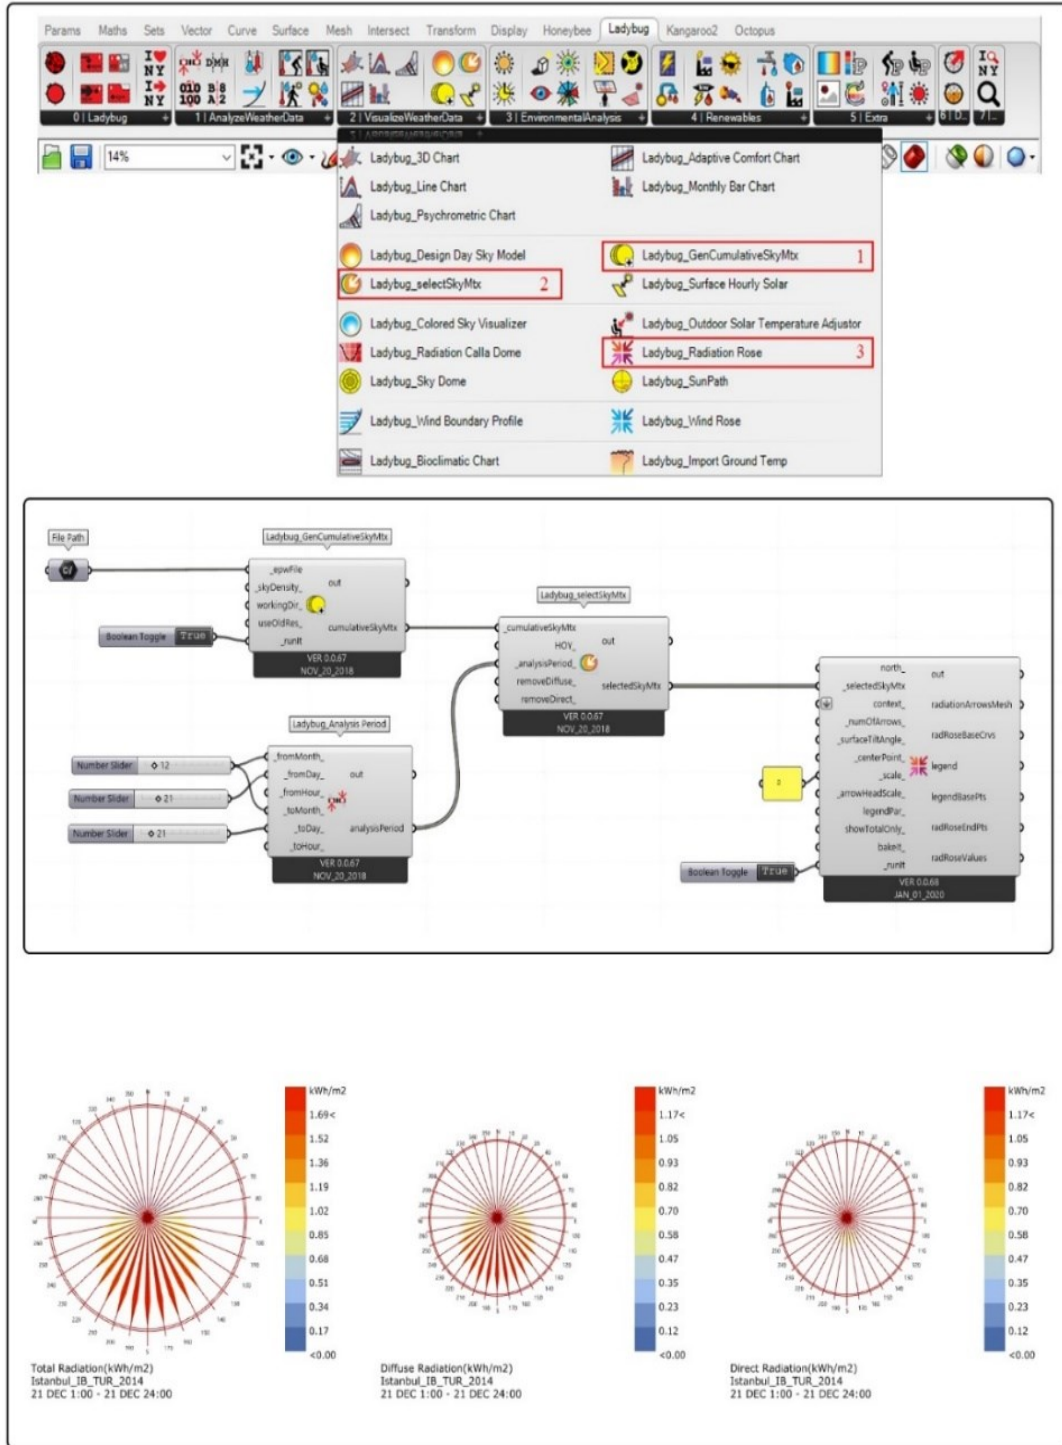 Params Maths Sets Vector Curve Surface Mesh Intersect Transform Display Honeybee Ladybug Kangaroo2 Octopus
0 | Ladybug + 1 | AnalyzeWeatherData + 2 | VisualizeWeatherData + 3 | EnvironmentalAnalysis + 4 | Renewables + 5 | Extra + 6 | D... 7 |...
14%
Ladybug_3D Chart Ladybug_Adaptive Comfort Chart
Ladybug_Line Chart Ladybug_Monthly Bar Chart
Ladybug_Psychrometric Chart
Ladybug_Design Day Sky Model Ladybug_GenCumulativeSkyMtx 1
Ladybug_selectSkyMtx 2 Ladybug_Surface Hourly Solar
Ladybug_Colored Sky Visualizer Ladybug_Outdoor Solar Temperature Adjustor
Ladybug_Radiation Calla Dome Ladybug_Radiation Rose 3
Ladybug_Sky Dome Ladybug_SunPath
Ladybug_Wind Boundary Profile Ladybug_Wind Rose
Ladybug_Bioclimatic Chart Ladybug_Import Ground Temp
File Path
Ladybug_GenCumulativeSkyMtx
_epwFile
_skyDensity_
workingDir_
useOldRes_
_runIt
out
cumulativeSkyMtx
VER 0.0.67
NOV_20_2018
Boolean Toggle True
Ladybug_Analysis Period
_fromMonth_
_fromDay_
_fromHour_
_toMonth_
_toDay_
_toHour_
out
analysisPeriod
VER 0.0.67
NOV_20_2018
Number Slider 12
Number Slider 21
Number Slider 21
Ladybug_selectSkyMtx
_cumulativeSkyMtx
HOY_
_analysisPeriod_
removeDiffuse_
removeDirect_
out
selectedSkyMtx
VER 0.0.67
NOV_20_2018
north_
_selectedSkyMtx
context_
_numOfArrows_
_surfaceTiltAngle_
_centerPoint_
_scale_
_arrowHeadScale_
legendPar_
showTotalOnly_
bakeIt_
_runIt
out
radiationArrowsMesh
radRoseBaseCrvs
legend
legendBasePts
radRoseEndPts
radRoseValues
VER 0.0.68
JAN_01_2020
Boolean Toggle True
kWh/m2
1.69<
1.52
1.36
1.19
1.02
0.85
0.68
0.51
0.34
0.17
<0.00
Total Radiation(kWh/m2)
Istanbul_IB_TUR_2014
21 DEC 1:00 - 21 DEC 24:00
kWh/m2
1.17<
1.05
0.93
0.82
0.70
0.58
0.47
0.35
0.23
0.12
<0.00
Diffuse Radiation(kWh/m2)
Istanbul_IB_TUR_2014
21 DEC 1:00 - 21 DEC 24:00
kWh/m2
1.17<
1.05
0.93
0.82
0.70
0.58
0.47
0.35
0.23
0.12
<0.00
Direct Radiation(kWh/m2)
Istanbul_IB_TUR_2014
21 DEC 1:00 - 21 DEC 24:00